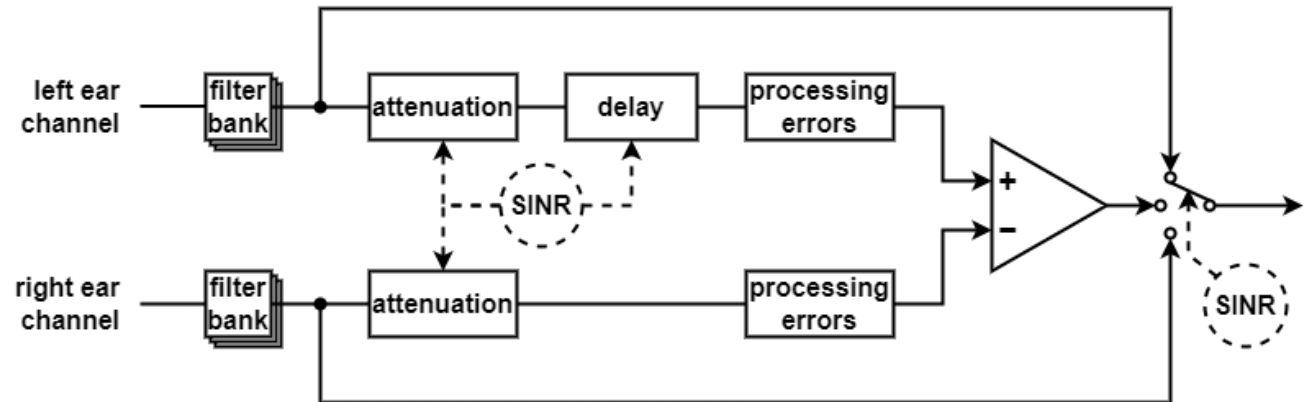 left ear
channel
filter
bank
attenuation
delay
processing
errors
SINR
+
−
right ear
channel
filter
bank
attenuation
processing
errors
SINR